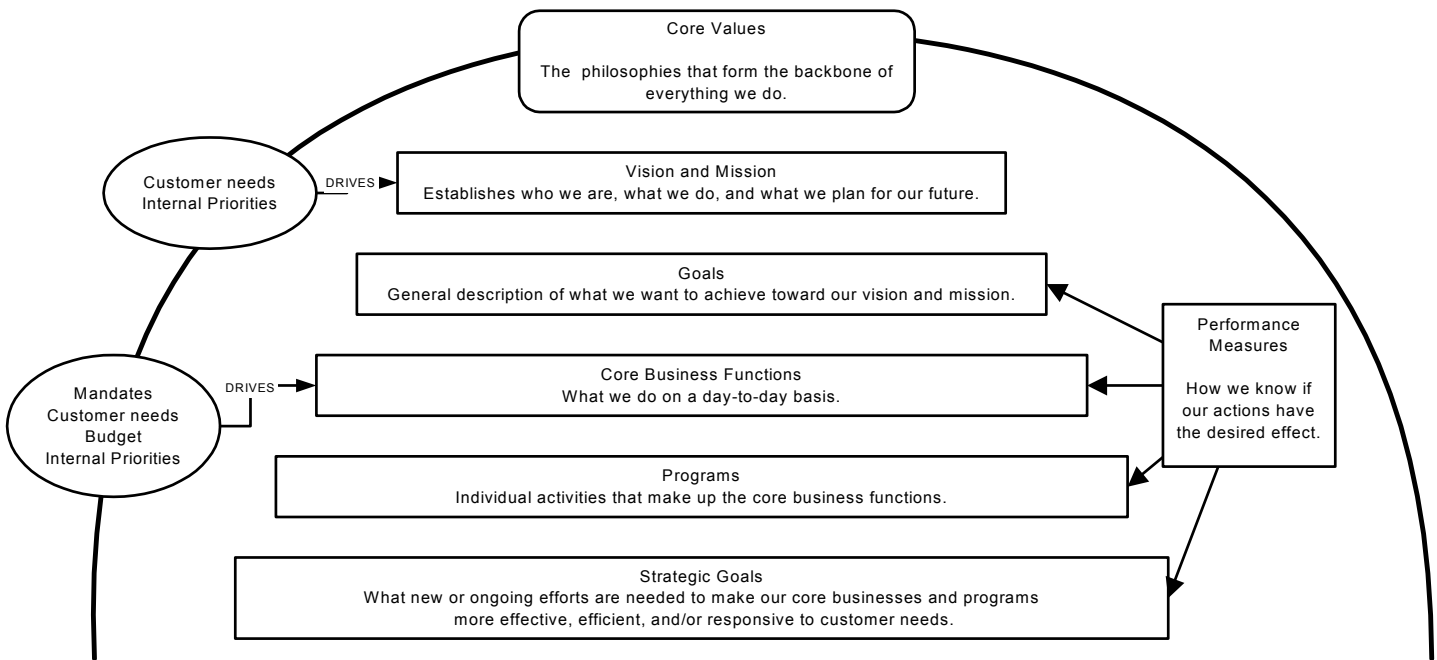 Core Values
The philosophies that form the backbone of
everything we do.
Customer needs
Internal Priorities
DRIVES
Vision and Mission
Establishes who we are, what we do, and what we plan for our future.
Goals
General description of what we want to achieve toward our vision and mission.
Performance
Measures
How we know if
our actions have
the desired effect.
Mandates
Customer needs
Budget
Internal Priorities
DRIVES
Core Business Functions
What we do on a day-to-day basis.
Programs
Individual activities that make up the core business functions.
Strategic Goals
What new or ongoing efforts are needed to make our core businesses and programs
more effective, efficient, and/or responsive to customer needs.